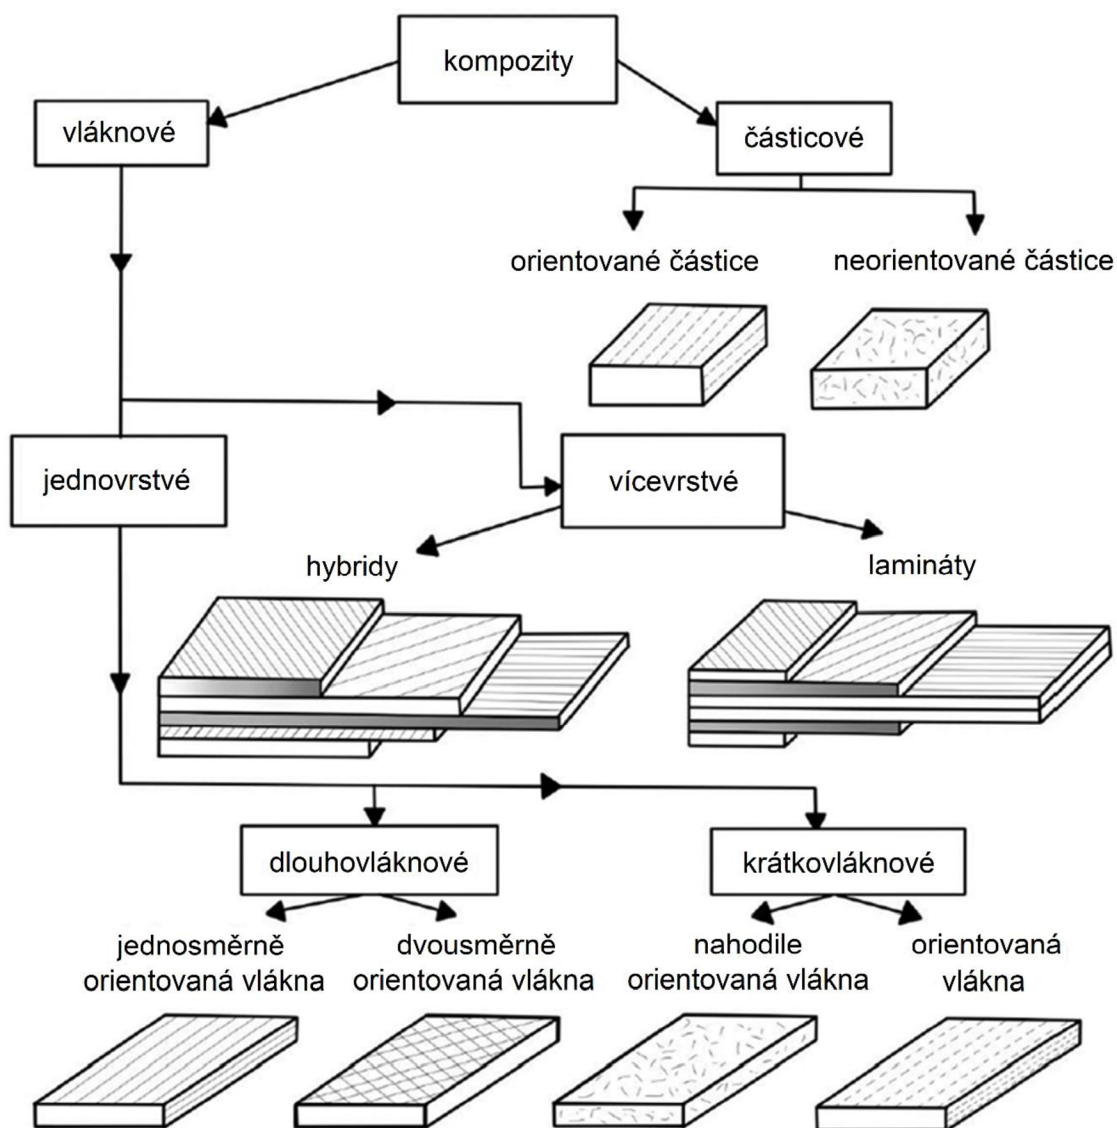 kompozity
vláknové
částicové
orientované částice
neorientované částice
jednovrstvé
vícevrstvé
hybridy
lamináty
dlouhovláknové
krátkovláknové
jednosměrně
orientovaná vlákna
dvousměrně
orientovaná vlákna
nahodile
orientovaná vlákna
orientovaná
vlákna